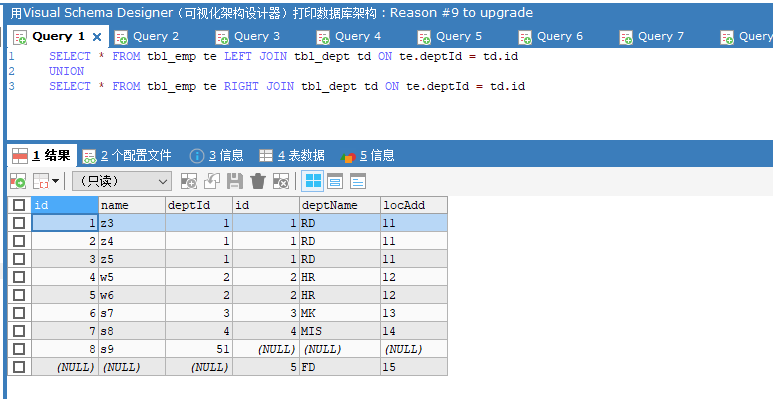 用Visual Schema Designer（可视化架构设计器）打印数据库架构：Reason #9 to upgrade
Query 1 Query 2 Query 3 Query 4 Query 5 Query 6 Query 7 Query
1 SELECT * FROM tbl_emp te LEFT JOIN tbl_dept td ON te.deptId = td.id
2 UNION
3 SELECT * FROM tbl_emp te RIGHT JOIN tbl_dept td ON te.deptId = td.id
1 结果 2 个配置文件 3 信息 4 表数据 5 信息
（只读）
id name deptId id deptName locAdd
1 z3 1 1 RD 11
2 z4 1 1 RD 11
3 z5 1 1 RD 11
4 w5 2 2 HR 12
5 w6 2 2 HR 12
6 s7 3 3 MK 13
7 s8 4 4 MIS 14
8 s9 51 (NULL) (NULL) (NULL)
(NULL) (NULL) (NULL) 5 FD 15